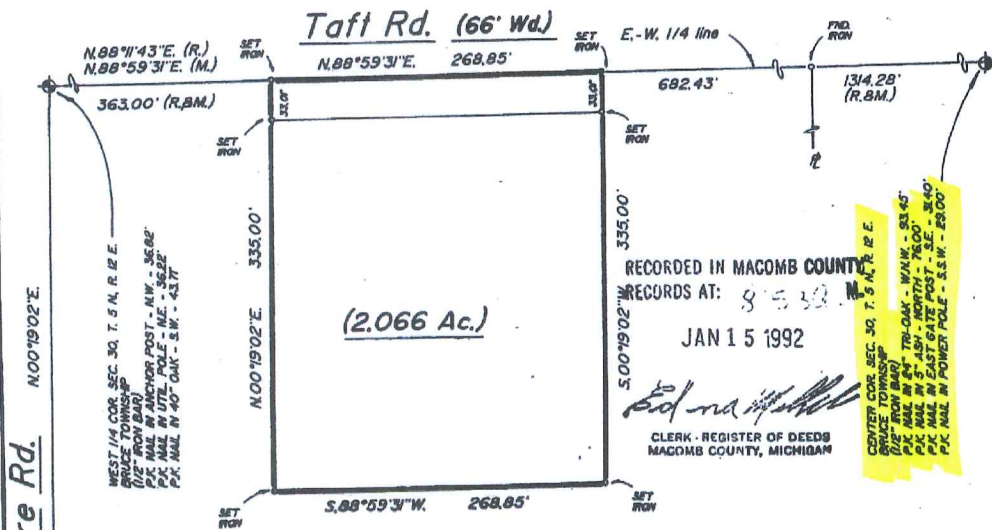 Taft Rd. (66' Wd.)
N.88°11'43"E. (R.)
N.88°59'31"E. (M.)
363.00' (R.&M.)
SET IRON
N.88°59'31"E. 268.85'
SET IRON
E.-W. 1/4 line
682.43'
FND. IRON
1314.28'
(R.&M.)
33.01'
33.01'
SET IRON
SET IRON
N.00°19'02"E.
WEST 1/4 COR. SEC. 30, T. 5 N., R. 12 E.
BRUCE TOWNSHIP
(1/2" IRON BAR)
P.K. NAIL IN ANCHOR POST - N.W. - 36.82'
P.K. NAIL IN UTIL. POLE - N.E. - 36.22'
P.K. NAIL IN 40" OAK - S.W. - 43.77'
N.00°19'02"E. 335.00'
(2.066 Ac.)
S.00°19'02"W. 335.00'
RECORDED IN MACOMB COUNTY
RECORDS AT: M.
JAN 15 1992
CLERK - REGISTER OF DEEDS
MACOMB COUNTY, MICHIGAN
CENTER COR. SEC. 30, T. 5 N., R. 12 E.
BRUCE TOWNSHIP
(1/2" IRON BAR)
P.K. NAIL IN 24" TRI-OAK - W.N.W. - 93.45'
P.K. NAIL IN 5" ASH - NORTH - 76.00'
P.K. NAIL IN EAST GATE POST - S.E. - 31.40'
P.K. NAIL IN POWER POLE - S.S.W. - 29.00'
SET IRON
S.88°59'31"W. 268.85'
SET IRON
re Rd.